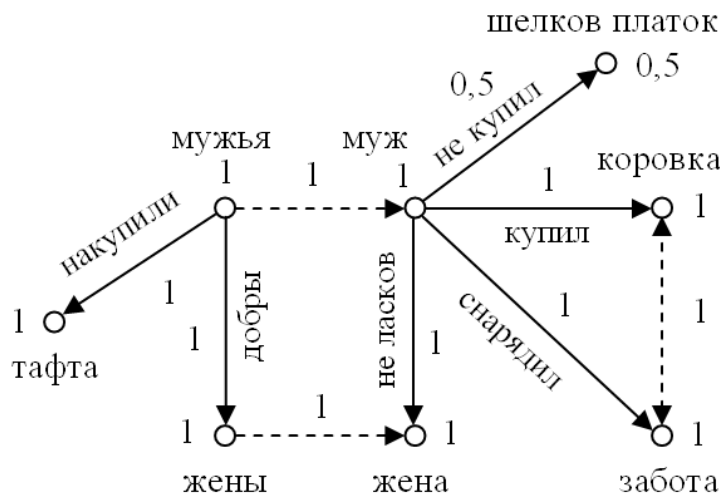 шелков платок
0,5
0,5
не купил
мужья
муж
коровка
1
1
1
1
1
накупили
купил
1
добры
не ласков
снарядил
1
1
1
1
1
1
тафта
1
1
1
1
жены
жена
забота